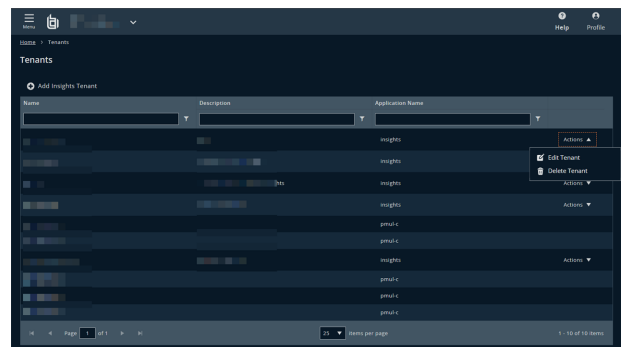 Menu
Help
Profile
Home > Tenants
Tenants
Add Insights Tenant
Name Description Application Name
insights Actions ▲
Edit Tenant
Delete Tenant
insights
hts insights Actions ▼
insights Actions ▼
pmul-c
pmul-c
insights Actions ▼
pmul-c
pmul-c
pmul-c
Page 1 of 1 25 ▼ items per page 1 - 10 of 10 items